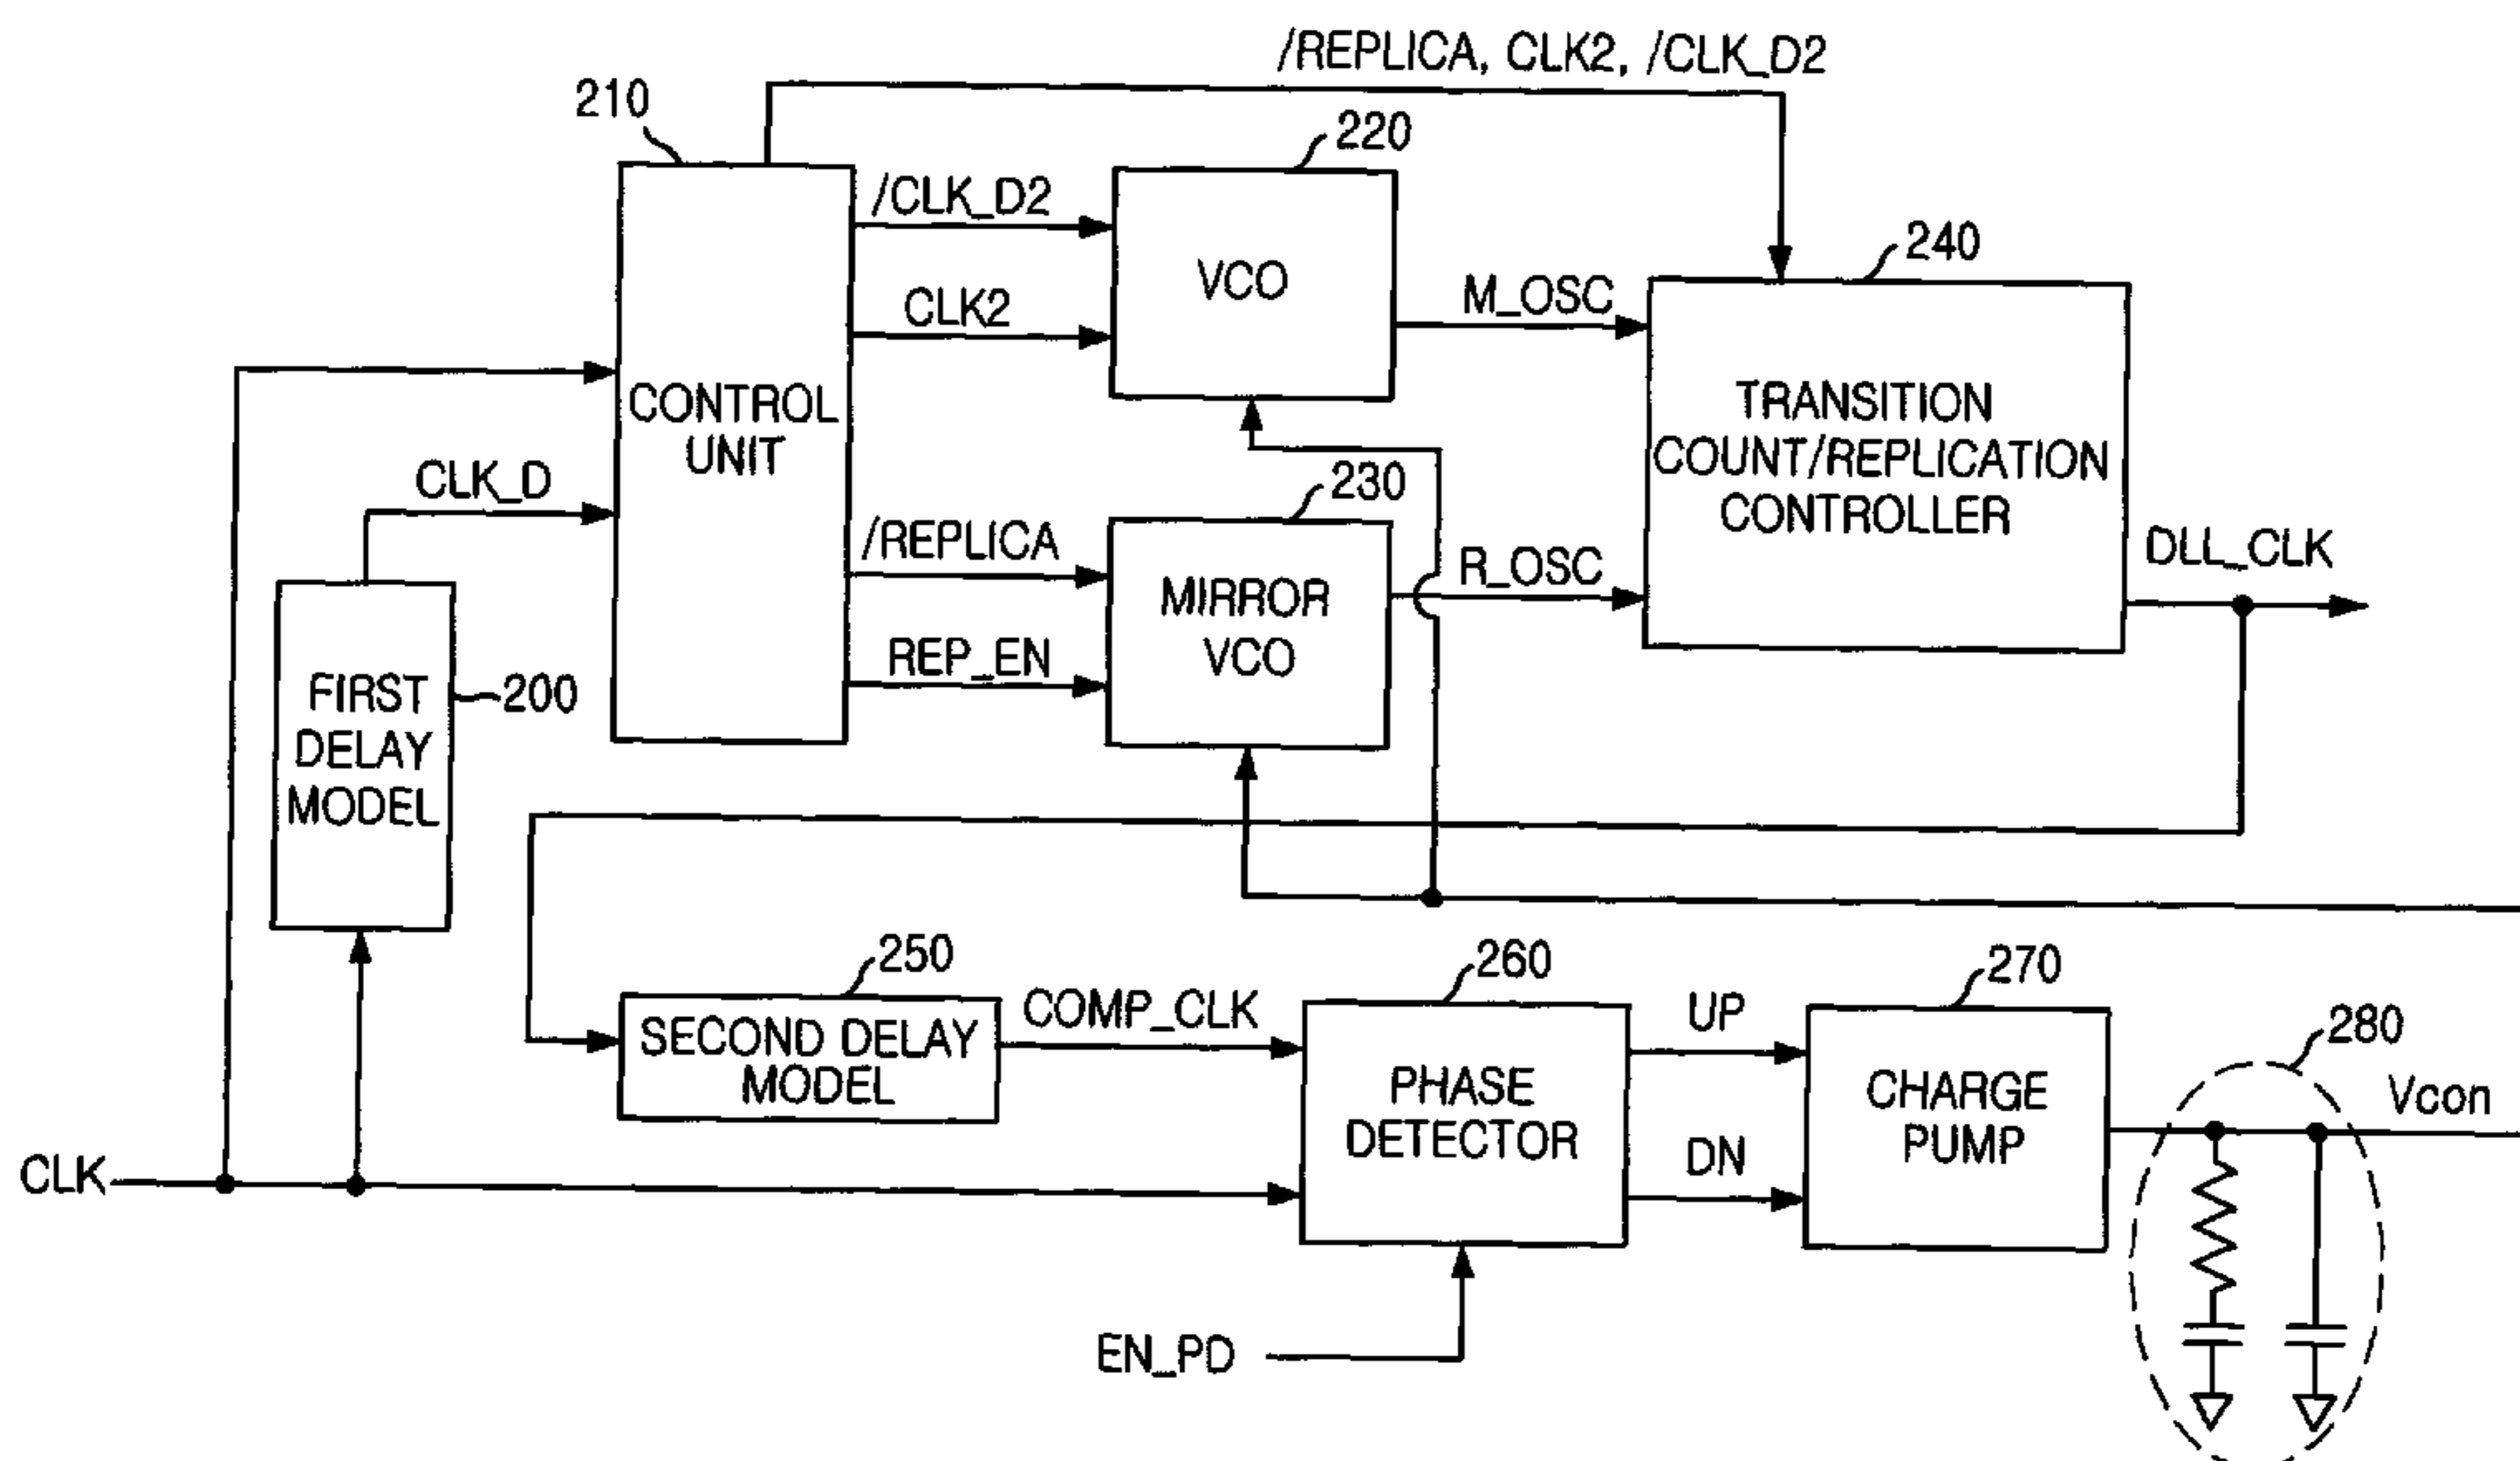 /REPLICA, CLK2, /CLK_D2
210
220
/CLK_D2
240
VCO
CLK2
M_OSC
CONTROL
UNIT
TRANSITION
COUNT/REPLICATION
CONTROLLER
CLK_D
230
/REPLICA
R_OSC
DLL_CLK
MIRROR
VCO
REP_EN
FIRST
DELAY
MODEL
200
250
260
270
COMP_CLK
UP
280
SECOND DELAY
MODEL
PHASE
DETECTOR
CHARGE
PUMP
Vcon
DN
CLK
EN_PD